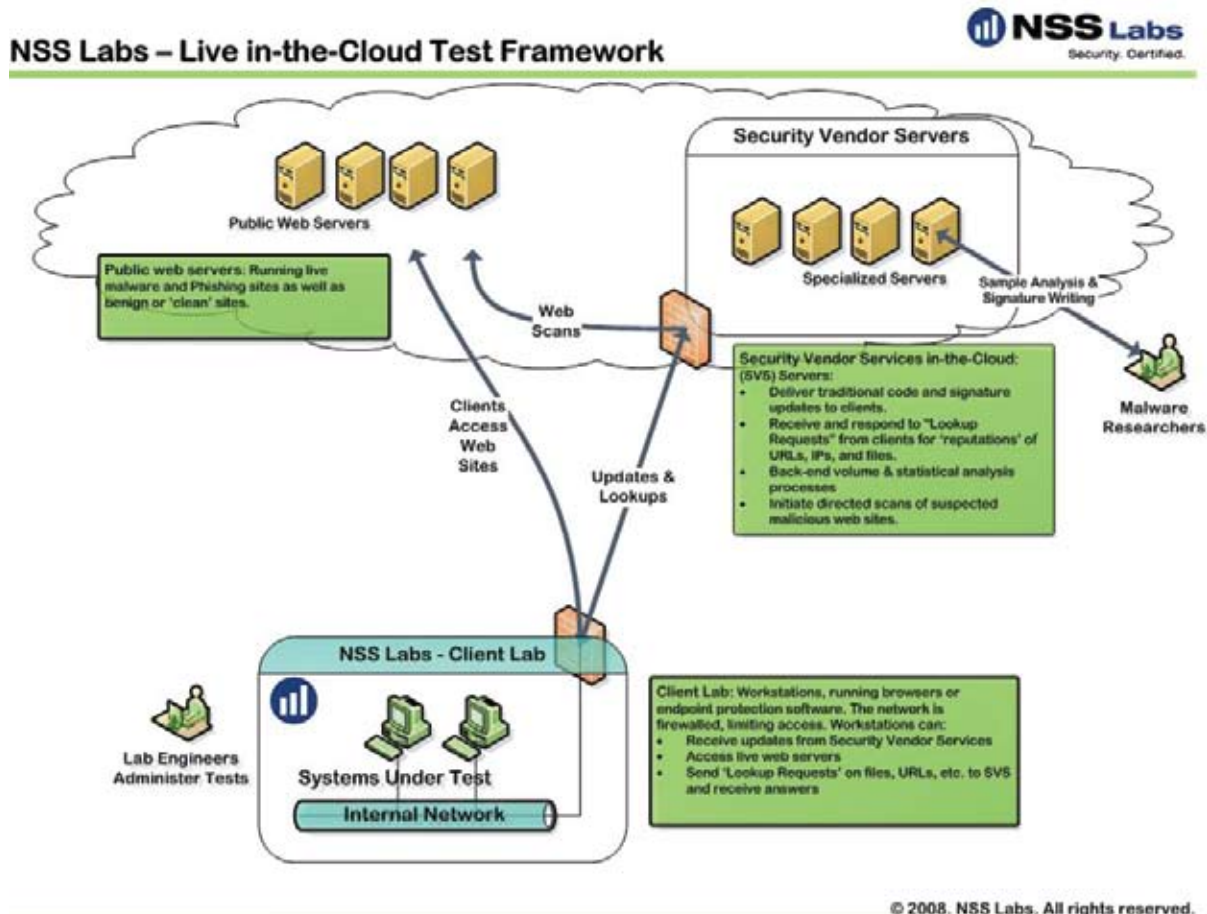 NSS Labs – Live in-the-Cloud Test Framework
NSS Labs
Security. Certified.
Security Vendor Servers
Public Web Servers
Specialized Servers
Public web servers: Running live
malware and Phishing sites as well as
benign or 'clean' sites.
Sample Analysis &
Signature Writing
Web
Scans
Security Vendor Services in-the-Cloud:
(SVS) Servers:
• Deliver traditional code and signature
updates to clients.
• Receive and respond to "Lookup
Requests" from clients for 'reputations' of
URLs, IPs, and files.
• Back-end volume & statistical analysis
processes
• Initiate directed scans of suspected
malicious web sites.
Malware
Researchers
Clients
Access
Web
Sites
Updates &
Lookups
NSS Labs - Client Lab
Lab Engineers
Administer Tests
Systems Under Test
Internal Network
Client Lab: Workstations, running browsers or
endpoint protection software. The network is
firewalled, limiting access. Workstations can:
• Receive updates from Security Vendor Services
• Access live web servers
• Send 'Lookup Requests' on files, URLs, etc. to SVS
and receive answers
© 2008, NSS Labs. All rights reserved.